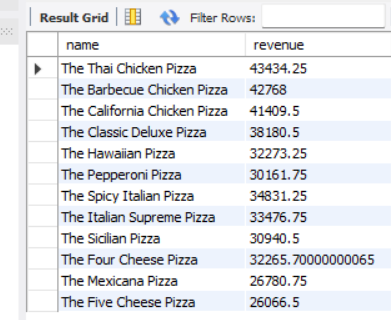 Result Grid Filter Rows:
name revenue
The Thai Chicken Pizza 43434.25
The Barbecue Chicken Pizza 42768
The California Chicken Pizza 41409.5
The Classic Deluxe Pizza 38180.5
The Hawaiian Pizza 32273.25
The Pepperoni Pizza 30161.75
The Spicy Italian Pizza 34831.25
The Italian Supreme Pizza 33476.75
The Sicilian Pizza 30940.5
The Four Cheese Pizza 32265.70000000065
The Mexicana Pizza 26780.75
The Five Cheese Pizza 26066.5